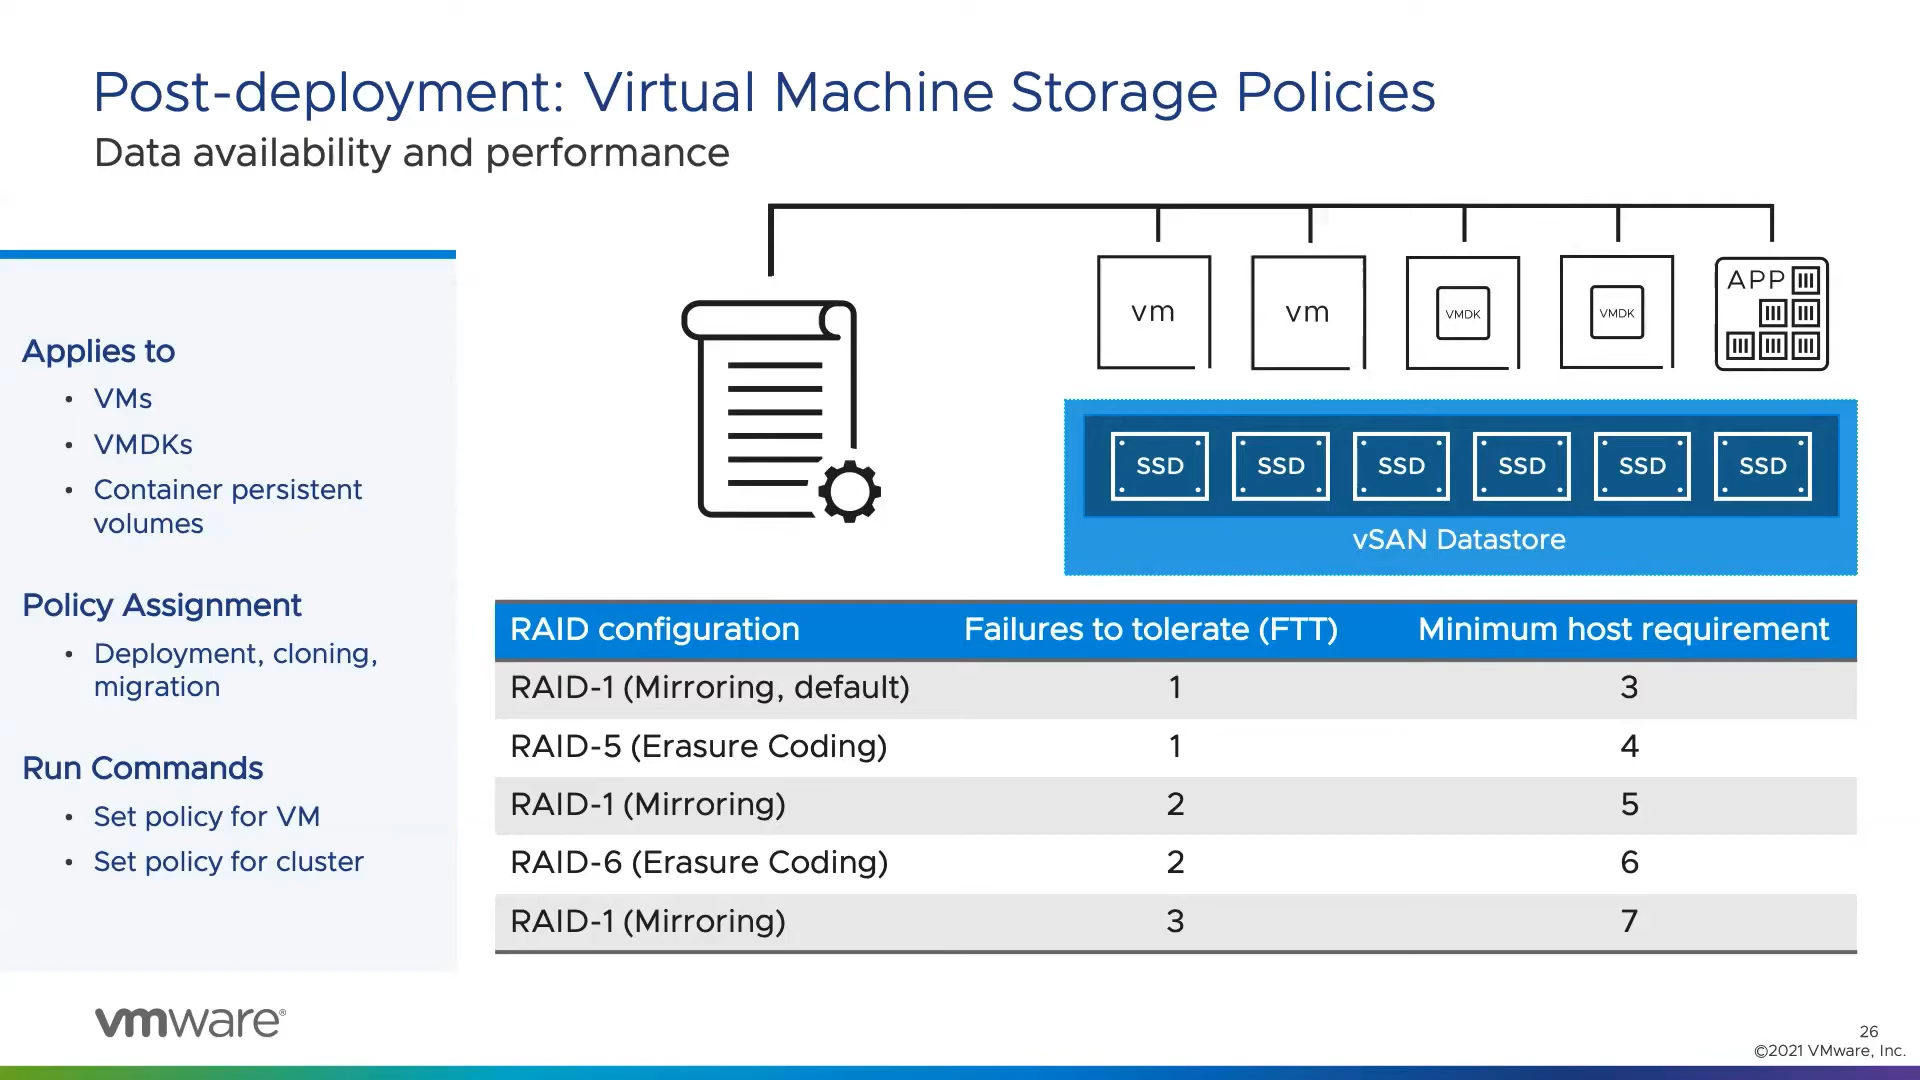 Post-deployment: Virtual Machine Storage Policies
Data availability and performance
Applies to
• VMs
• VMDKs
• Container persistent
volumes
Policy Assignment
• Deployment, cloning,
migration
Run Commands
• Set policy for VM
• Set policy for cluster
vm vm VMDK VMDK APP
SSD SSD SSD SSD SSD SSD
vSAN Datastore
RAID configuration Failures to tolerate (FTT) Minimum host requirement
RAID-1 (Mirroring, default) 1 3
RAID-5 (Erasure Coding) 1 4
RAID-1 (Mirroring) 2 5
RAID-6 (Erasure Coding) 2 6
RAID-1 (Mirroring) 3 7
vmware®
26
©2021 VMware, Inc.